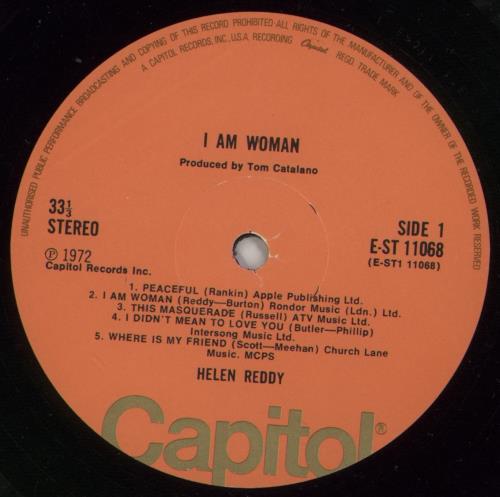 UNAUTHORISED PUBLIC PERFORMANCE BROADCASTING AND COPYING OF THIS RECORD PROHIBITED-ALL RIGHTS OF THE MANUFACTURER AND OF THE OWNER OF THE RECORDED WORK RESERVED
A CAPITOL RECORDS, INC., U.S.A. RECORDING Capitol REGD. TRADE MARK
I AM WOMAN
Produced by Tom Catalano
33⅓
STEREO
Ⓟ 1972
Capitol Records Inc.
SIDE 1
E-ST 11068
(E-ST1 11068)
1. PEACEFUL (Rankin) Apple Publishing Ltd.
2. I AM WOMAN (Reddy—Burton) Rondor Music (Ldn.) Ltd.
3. THIS MASQUERADE (Russell) ATV Music Ltd.
4. I DIDN'T MEAN TO LOVE YOU (Butler—Phillip)
Intersong Music Ltd.
5. WHERE IS MY FRIEND (Scott—Meehan) Church Lane
Music. MCPS
HELEN REDDY
Capitol®